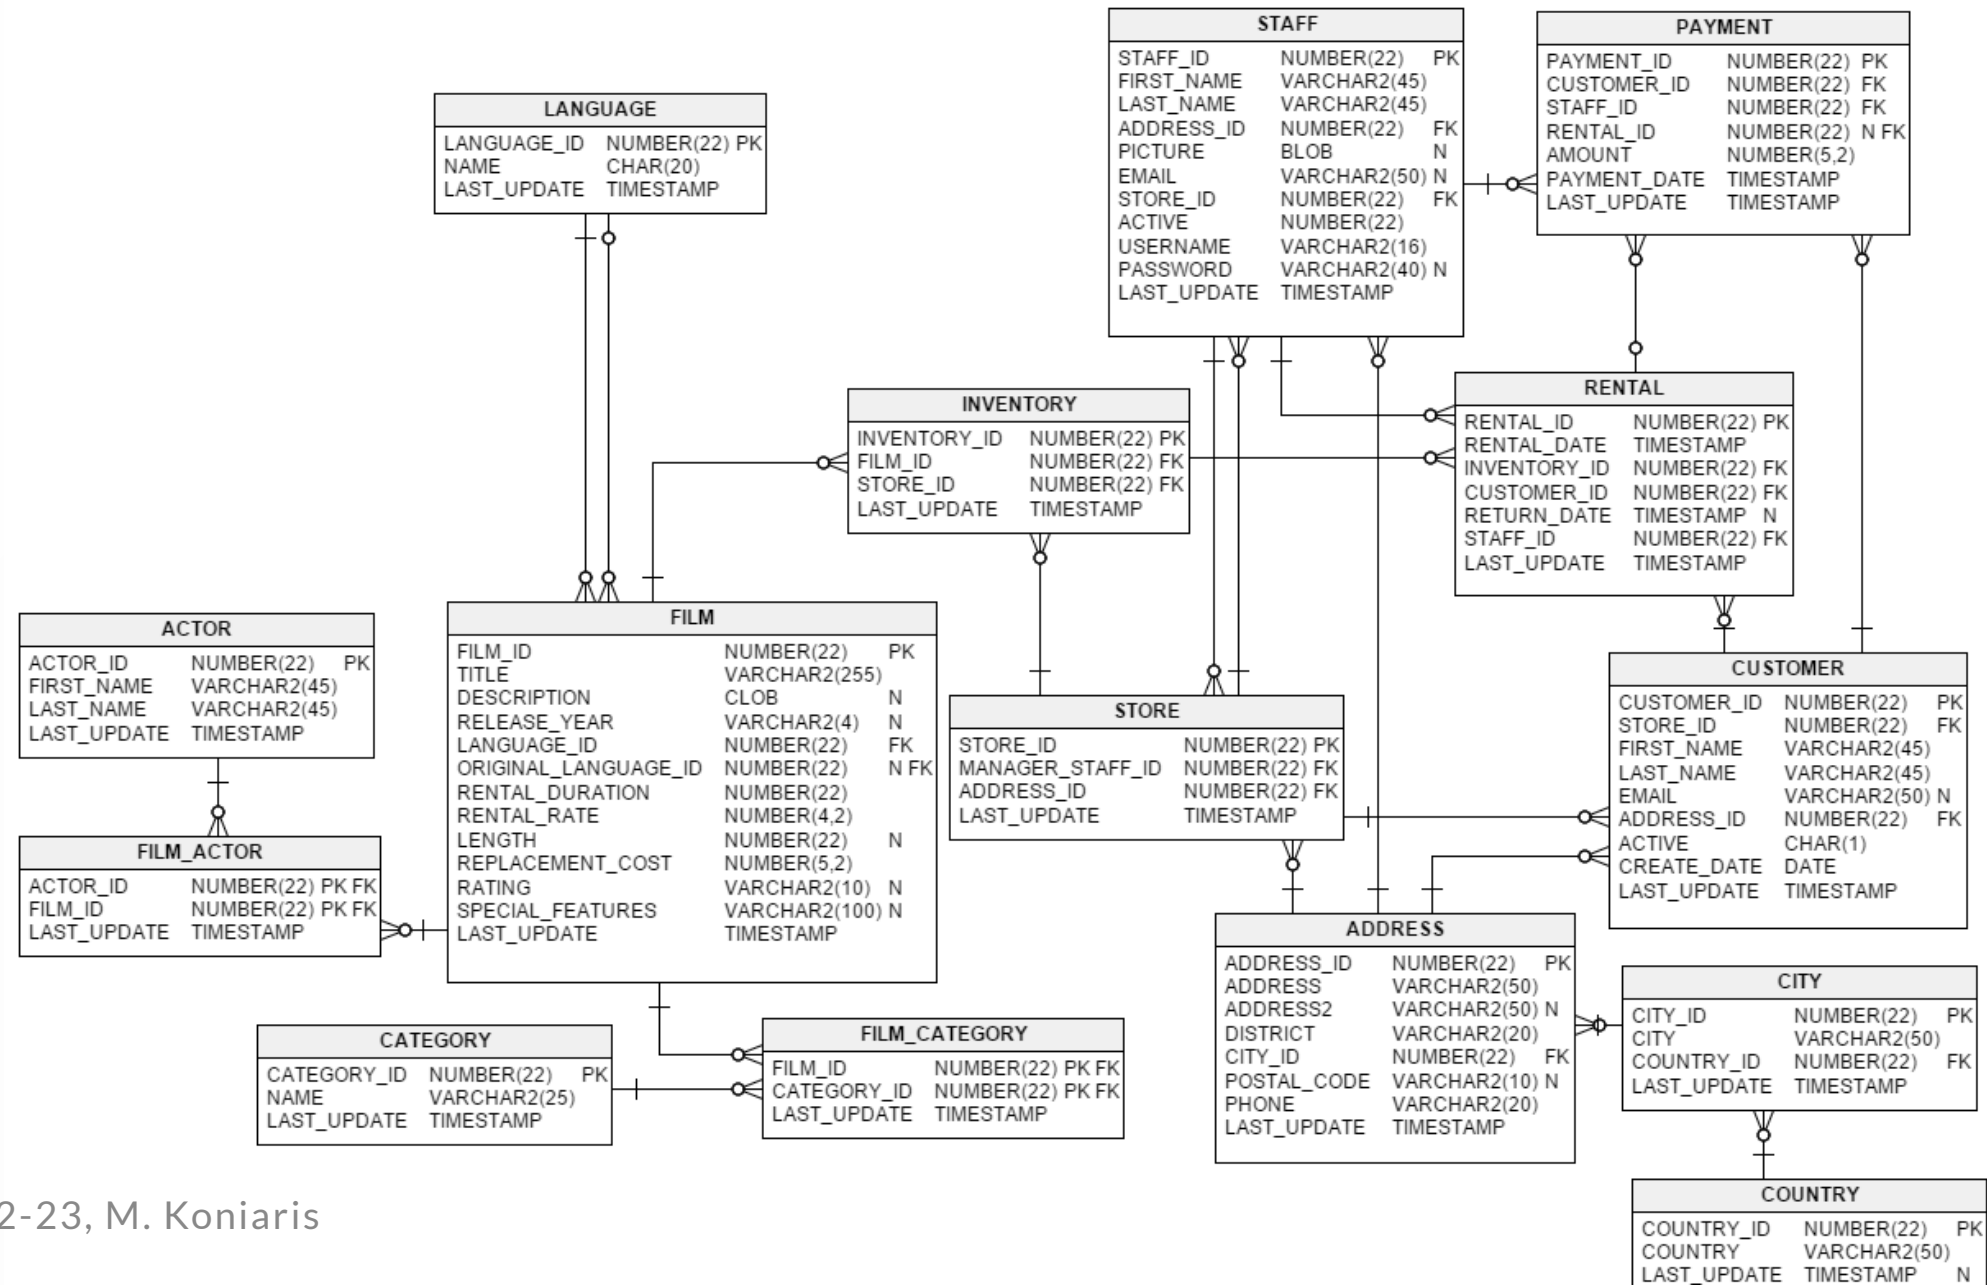 STAFF
STAFF_ID NUMBER(22) PK
FIRST_NAME VARCHAR2(45)
LAST_NAME VARCHAR2(45)
ADDRESS_ID NUMBER(22) FK
PICTURE BLOB N
EMAIL VARCHAR2(50) N
STORE_ID NUMBER(22) FK
ACTIVE NUMBER(22)
USERNAME VARCHAR2(16)
PASSWORD VARCHAR2(40) N
LAST_UPDATE TIMESTAMP
PAYMENT
PAYMENT_ID NUMBER(22) PK
CUSTOMER_ID NUMBER(22) FK
STAFF_ID NUMBER(22) FK
RENTAL_ID NUMBER(22) N FK
AMOUNT NUMBER(5,2)
PAYMENT_DATE TIMESTAMP
LAST_UPDATE TIMESTAMP
LANGUAGE
LANGUAGE_ID NUMBER(22) PK
NAME CHAR(20)
LAST_UPDATE TIMESTAMP
INVENTORY
INVENTORY_ID NUMBER(22) PK
FILM_ID NUMBER(22) FK
STORE_ID NUMBER(22) FK
LAST_UPDATE TIMESTAMP
RENTAL
RENTAL_ID NUMBER(22) PK
RENTAL_DATE TIMESTAMP
INVENTORY_ID NUMBER(22) FK
CUSTOMER_ID NUMBER(22) FK
RETURN_DATE TIMESTAMP N
STAFF_ID NUMBER(22) FK
LAST_UPDATE TIMESTAMP
ACTOR
ACTOR_ID NUMBER(22) PK
FIRST_NAME VARCHAR2(45)
LAST_NAME VARCHAR2(45)
LAST_UPDATE TIMESTAMP
FILM
FILM_ID NUMBER(22) PK
TITLE VARCHAR2(255)
DESCRIPTION CLOB N
RELEASE_YEAR VARCHAR2(4) N
LANGUAGE_ID NUMBER(22) FK
ORIGINAL_LANGUAGE_ID NUMBER(22) N FK
RENTAL_DURATION NUMBER(22)
RENTAL_RATE NUMBER(4,2)
LENGTH NUMBER(22) N
REPLACEMENT_COST NUMBER(5,2)
RATING VARCHAR2(10) N
SPECIAL_FEATURES VARCHAR2(100) N
LAST_UPDATE TIMESTAMP
STORE
STORE_ID NUMBER(22) PK
MANAGER_STAFF_ID NUMBER(22) FK
ADDRESS_ID NUMBER(22) FK
LAST_UPDATE TIMESTAMP
CUSTOMER
CUSTOMER_ID NUMBER(22) PK
STORE_ID NUMBER(22) FK
FIRST_NAME VARCHAR2(45)
LAST_NAME VARCHAR2(45)
EMAIL VARCHAR2(50) N
ADDRESS_ID NUMBER(22) FK
ACTIVE CHAR(1)
CREATE_DATE DATE
LAST_UPDATE TIMESTAMP
FILM_ACTOR
ACTOR_ID NUMBER(22) PK FK
FILM_ID NUMBER(22) PK FK
LAST_UPDATE TIMESTAMP
ADDRESS
ADDRESS_ID NUMBER(22) PK
ADDRESS VARCHAR2(50)
ADDRESS2 VARCHAR2(50) N
DISTRICT VARCHAR2(20)
CITY_ID NUMBER(22) FK
POSTAL_CODE VARCHAR2(10) N
PHONE VARCHAR2(20)
LAST_UPDATE TIMESTAMP
CITY
CITY_ID NUMBER(22) PK
CITY VARCHAR2(50)
COUNTRY_ID NUMBER(22) FK
LAST_UPDATE TIMESTAMP
CATEGORY
CATEGORY_ID NUMBER(22) PK
NAME VARCHAR2(25)
LAST_UPDATE TIMESTAMP
FILM_CATEGORY
FILM_ID NUMBER(22) PK FK
CATEGORY_ID NUMBER(22) PK FK
LAST_UPDATE TIMESTAMP
COUNTRY
COUNTRY_ID NUMBER(22) PK
COUNTRY VARCHAR2(50)
LAST_UPDATE TIMESTAMP N
2-23, M. Koniaris